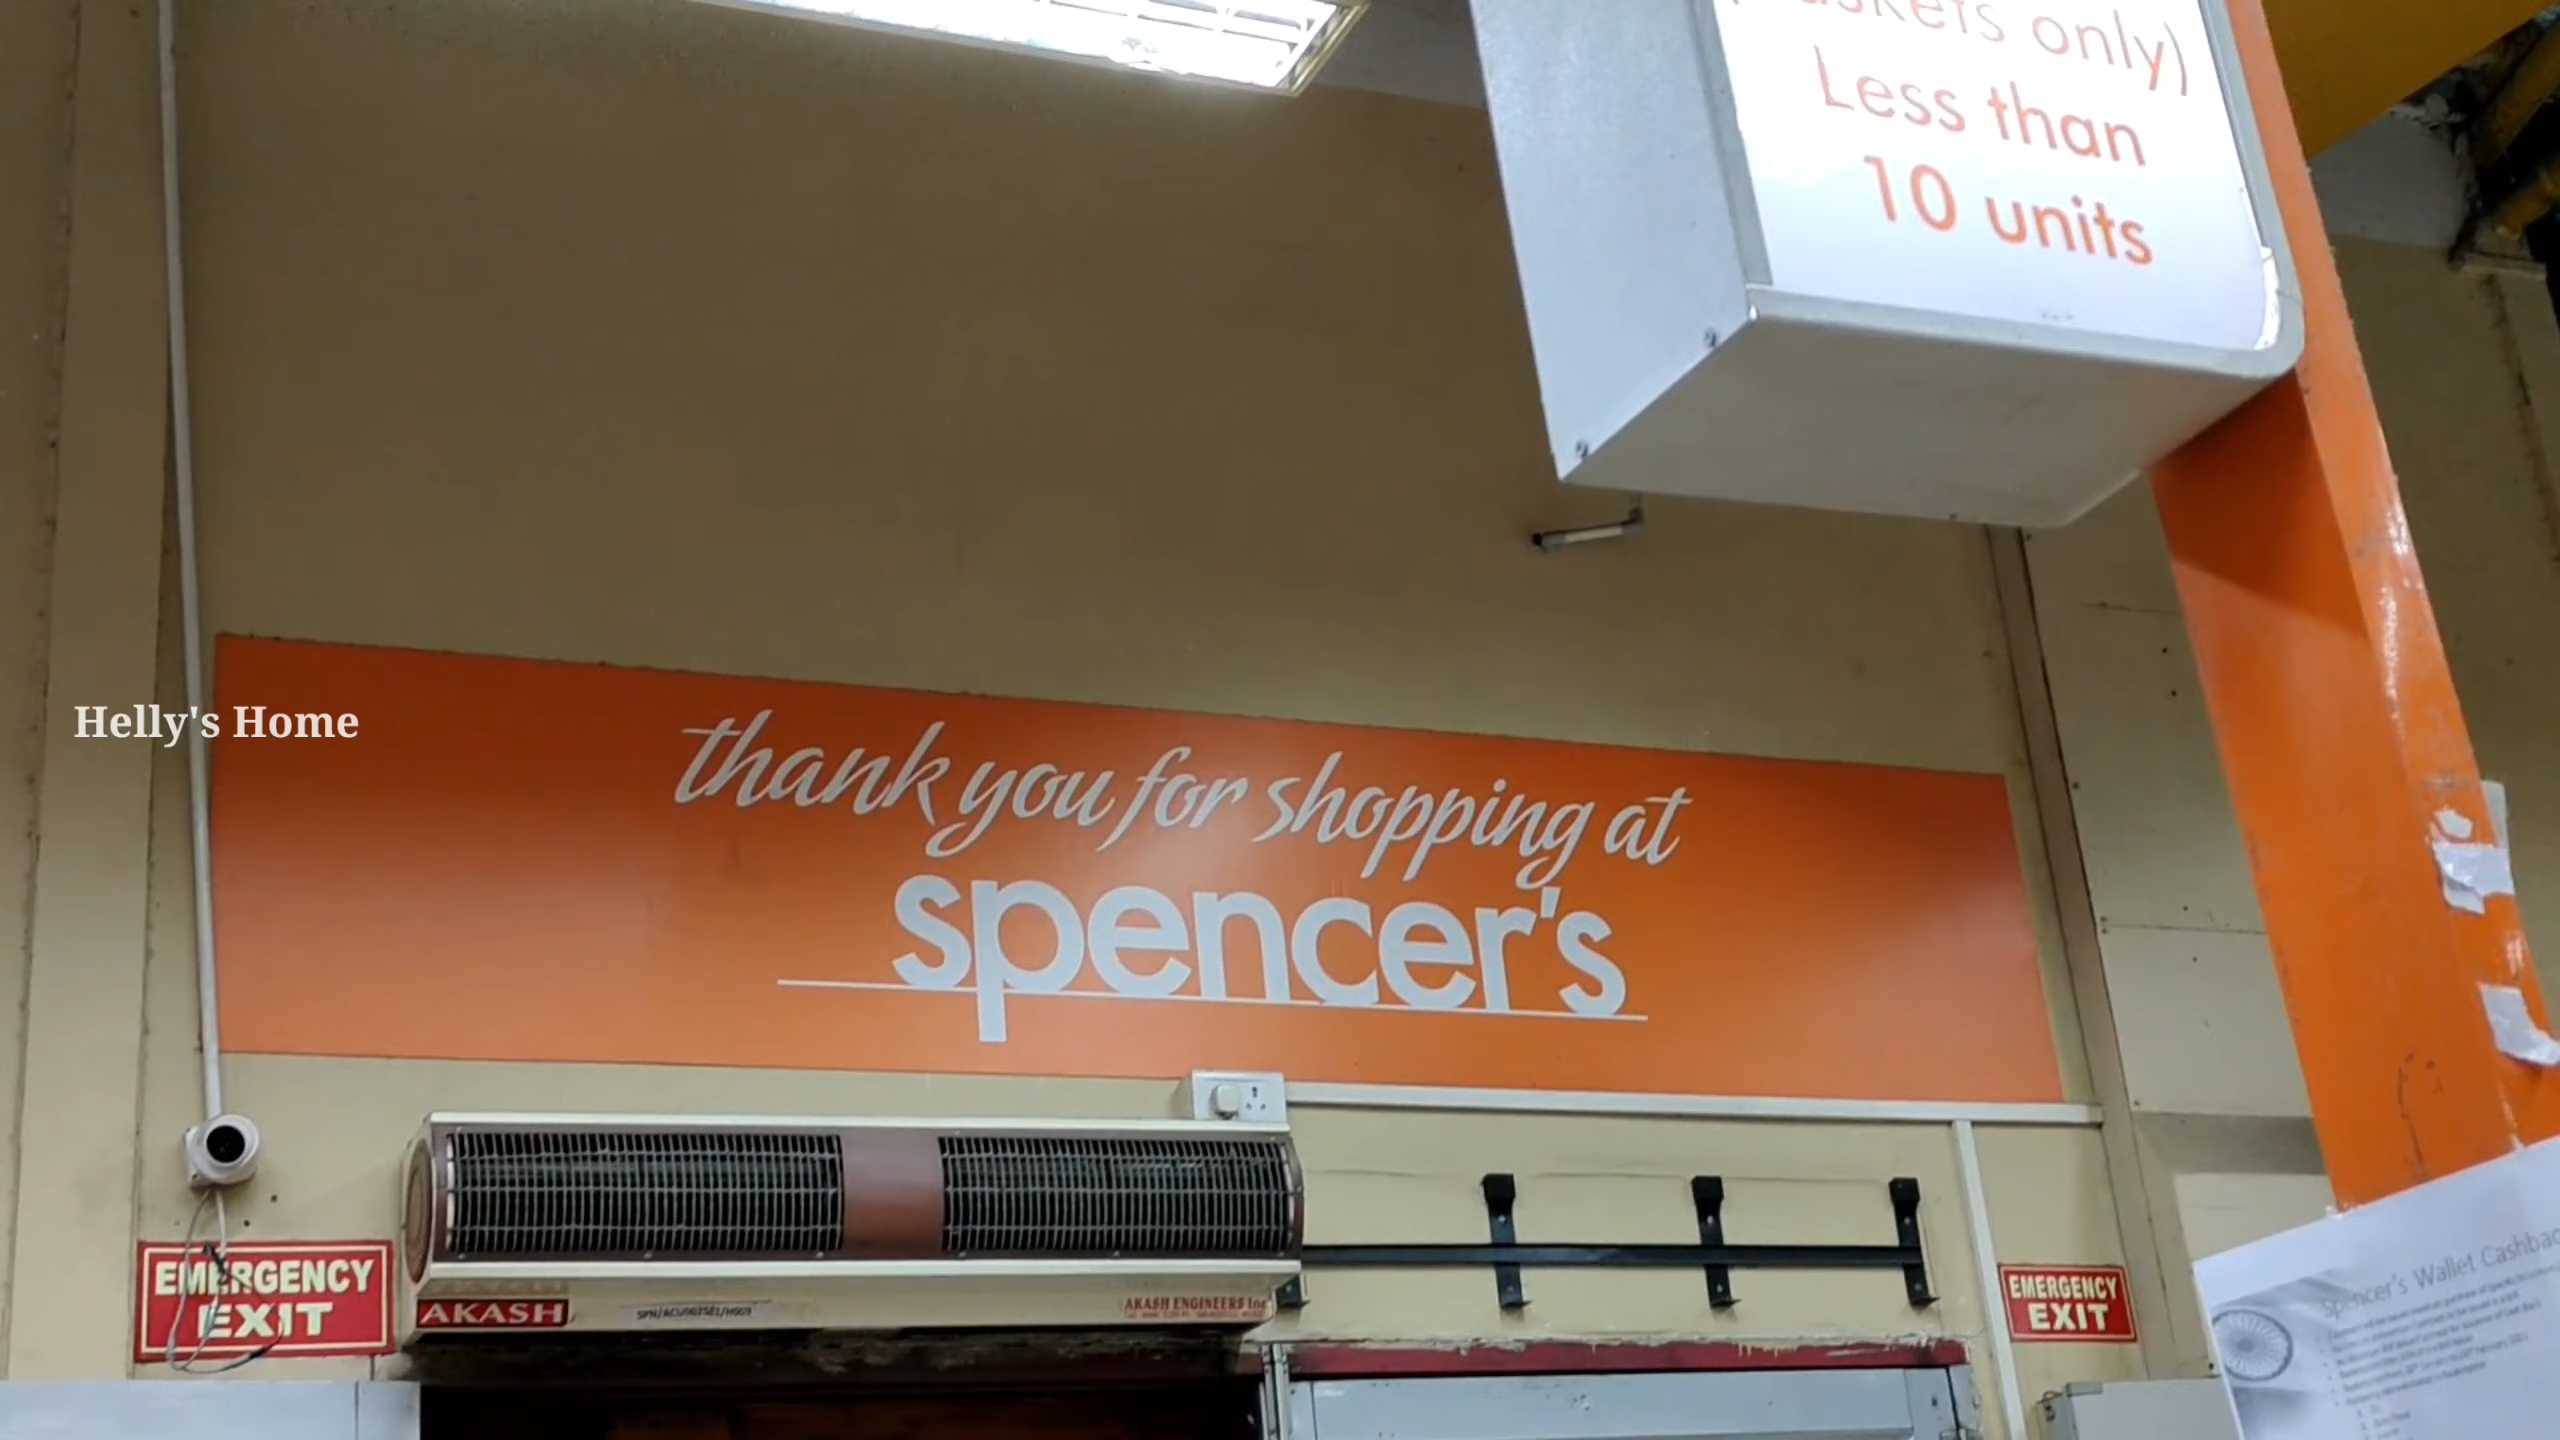 only)
Less than
10 units
Helly's Home
thank you for shopping at
spencer's
EMERGENCY
EXIT
AKASH
AKASH ENGINEERS Inc
EMERGENCY
EXIT
Spencer's Wallet